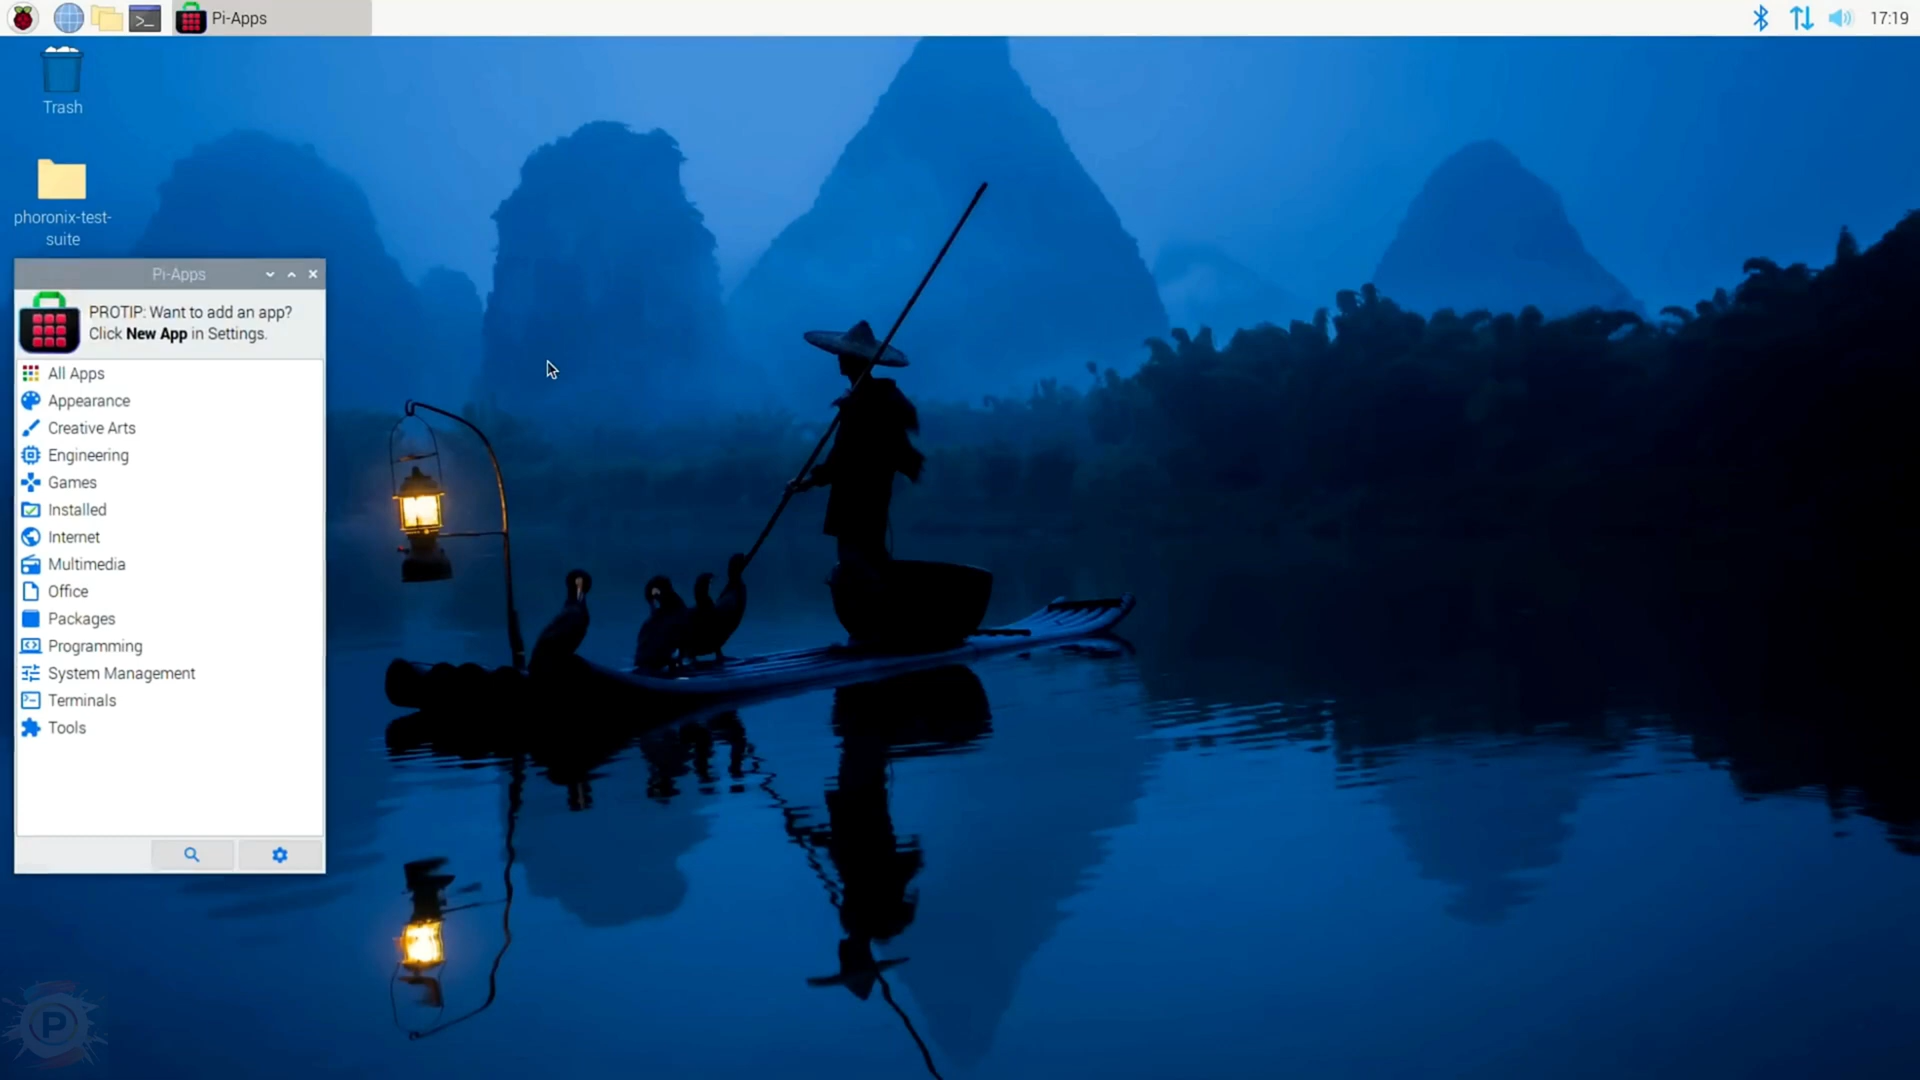 Pi-Apps
17:19
Trash
phoronix-test-
suite
Pi-Apps
PROTIP: Want to add an app?
Click New App in Settings.
All Apps
Appearance
Creative Arts
Engineering
Games
Installed
Internet
Multimedia
Office
Packages
Programming
System Management
Terminals
Tools
P